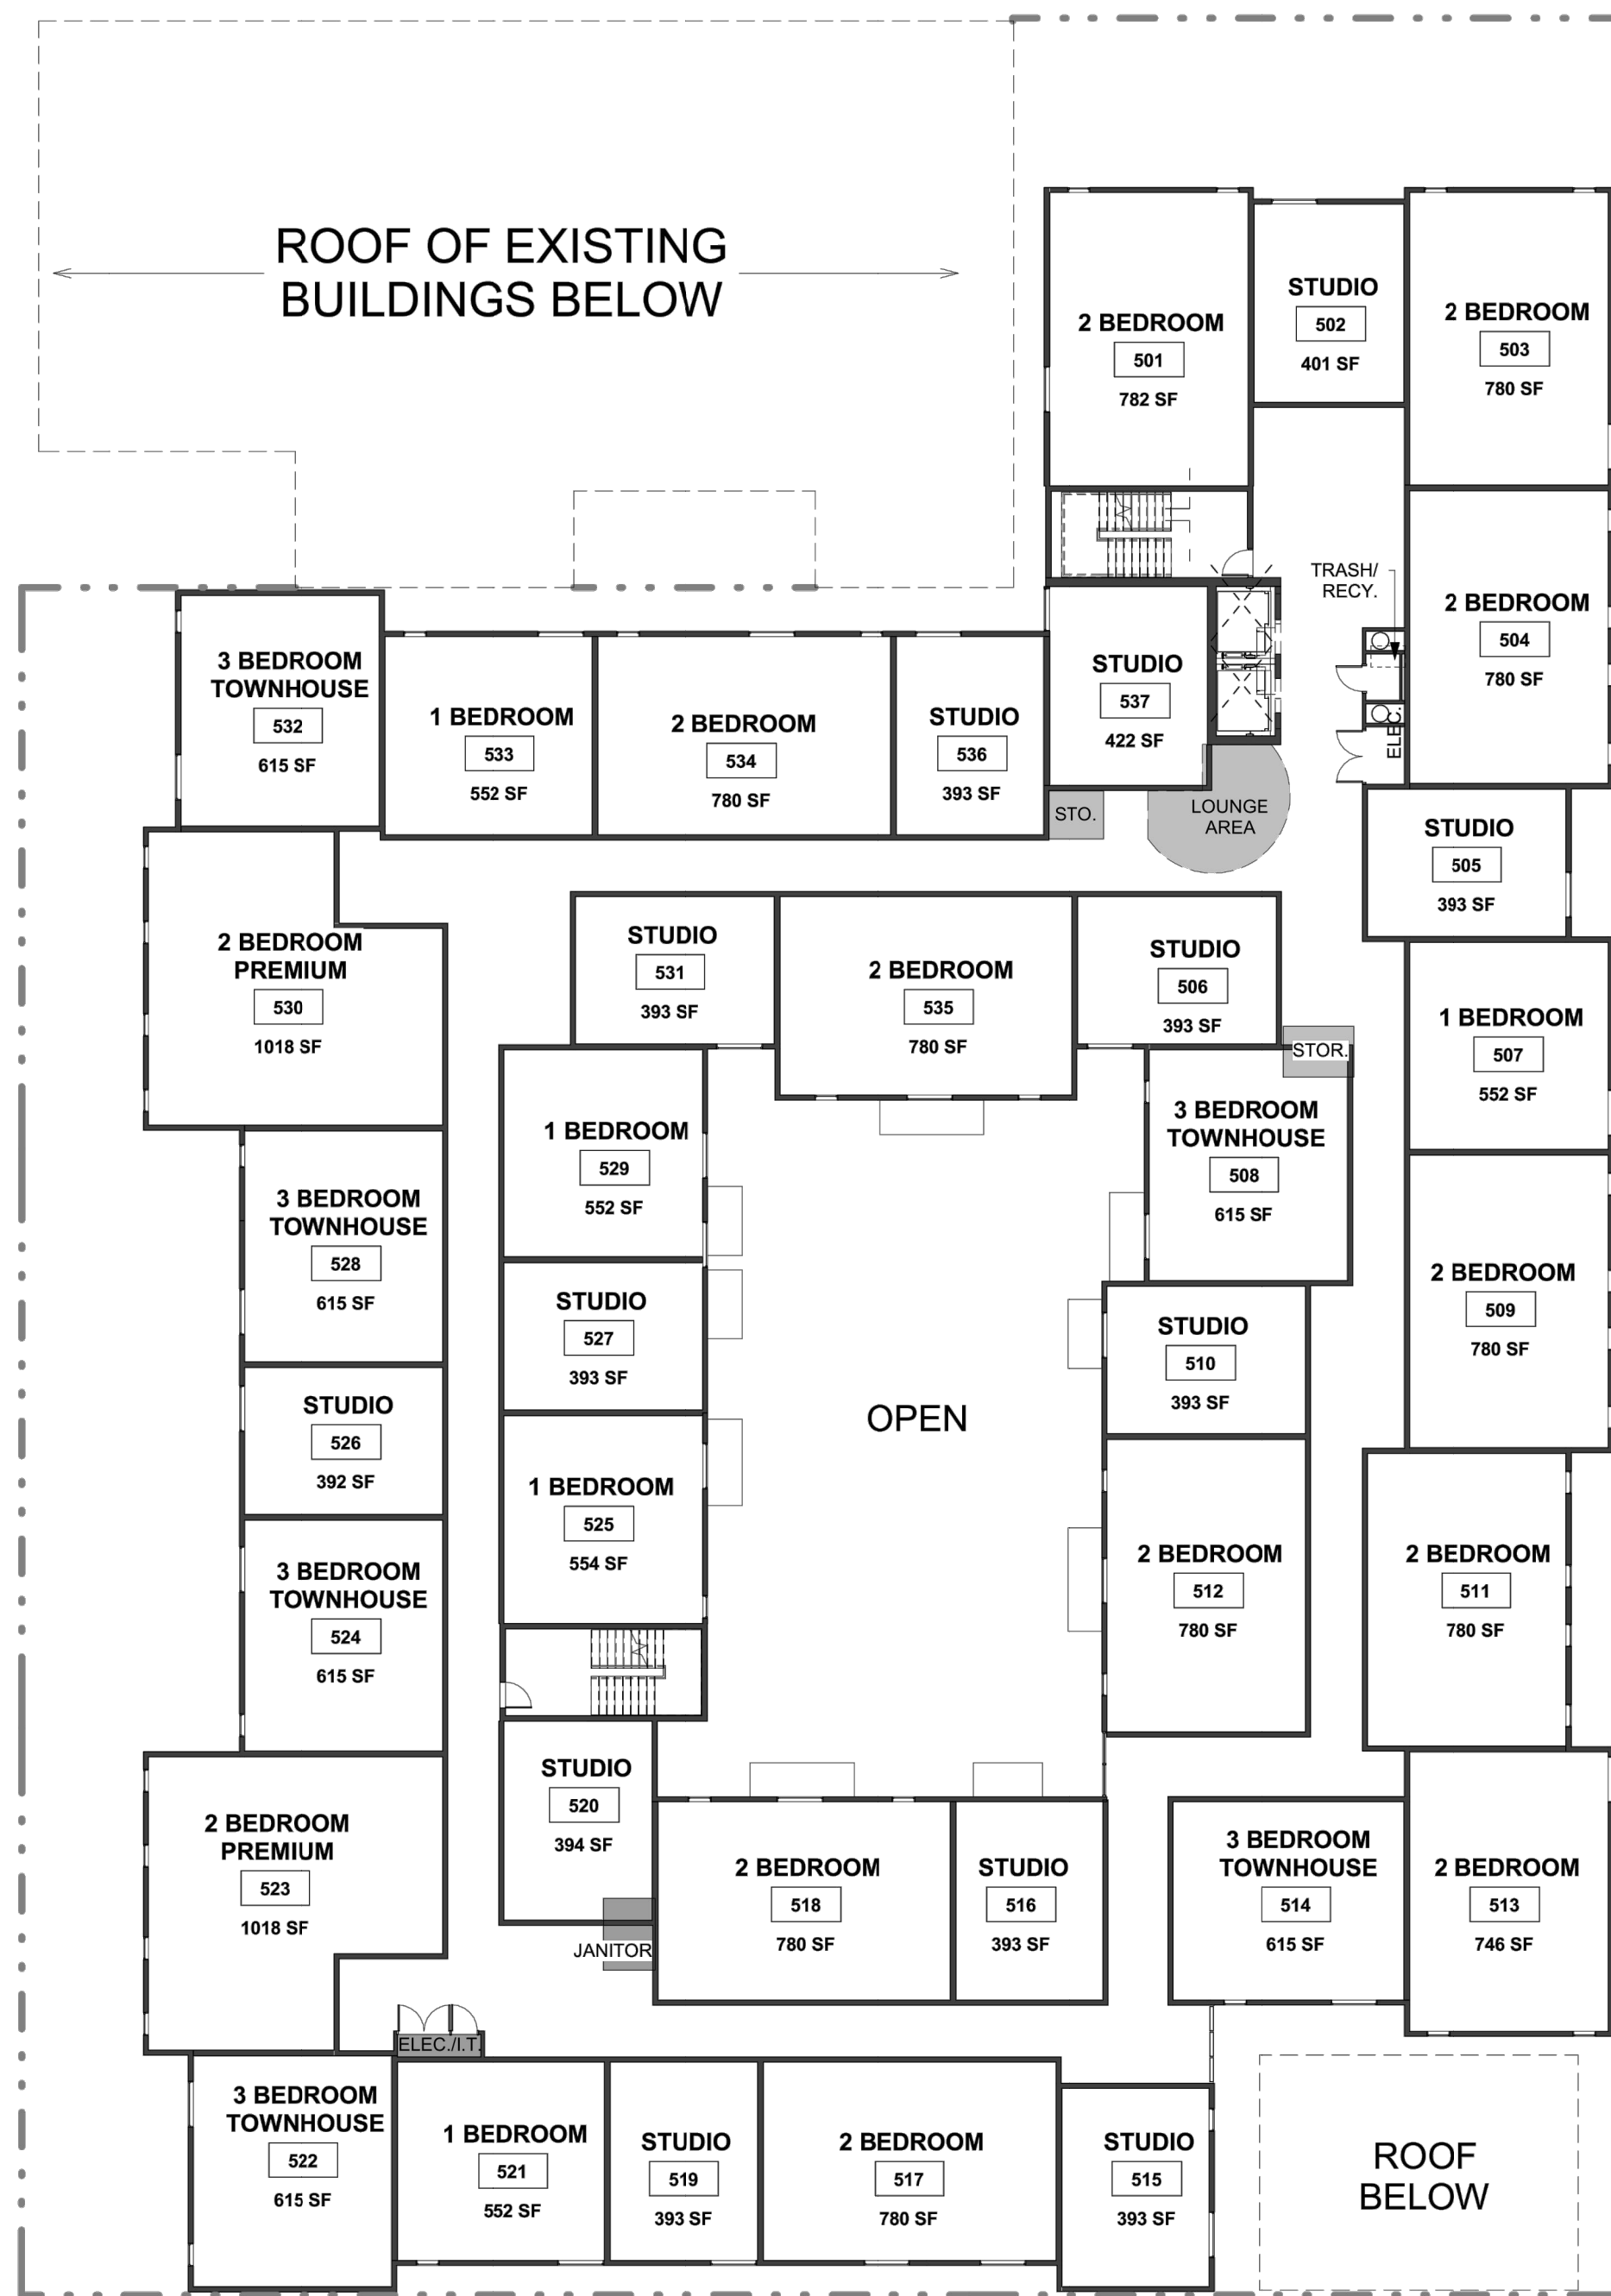 ROOF OF EXISTING
BUILDINGS BELOW
2 BEDROOM
501
782 SF
STUDIO
502
401 SF
2 BEDROOM
503
780 SF
TRASH/
RECY.
2 BEDROOM
504
780 SF
ELEC.
3 BEDROOM
TOWNHOUSE
532
615 SF
1 BEDROOM
533
552 SF
2 BEDROOM
534
780 SF
STUDIO
536
393 SF
STUDIO
537
422 SF
STO.
LOUNGE
AREA
STUDIO
505
393 SF
2 BEDROOM
PREMIUM
530
1018 SF
STUDIO
531
393 SF
2 BEDROOM
535
780 SF
STUDIO
506
393 SF
STOR.
1 BEDROOM
507
552 SF
1 BEDROOM
529
552 SF
3 BEDROOM
TOWNHOUSE
508
615 SF
3 BEDROOM
TOWNHOUSE
528
615 SF
STUDIO
527
393 SF
STUDIO
510
393 SF
2 BEDROOM
509
780 SF
OPEN
STUDIO
526
392 SF
1 BEDROOM
525
554 SF
2 BEDROOM
512
780 SF
2 BEDROOM
511
780 SF
3 BEDROOM
TOWNHOUSE
524
615 SF
STUDIO
520
394 SF
2 BEDROOM
PREMIUM
523
1018 SF
JANITOR
2 BEDROOM
518
780 SF
STUDIO
516
393 SF
3 BEDROOM
TOWNHOUSE
514
615 SF
2 BEDROOM
513
746 SF
ELEC./I.T.
3 BEDROOM
TOWNHOUSE
522
615 SF
1 BEDROOM
521
552 SF
STUDIO
519
393 SF
2 BEDROOM
517
780 SF
STUDIO
515
393 SF
ROOF
BELOW